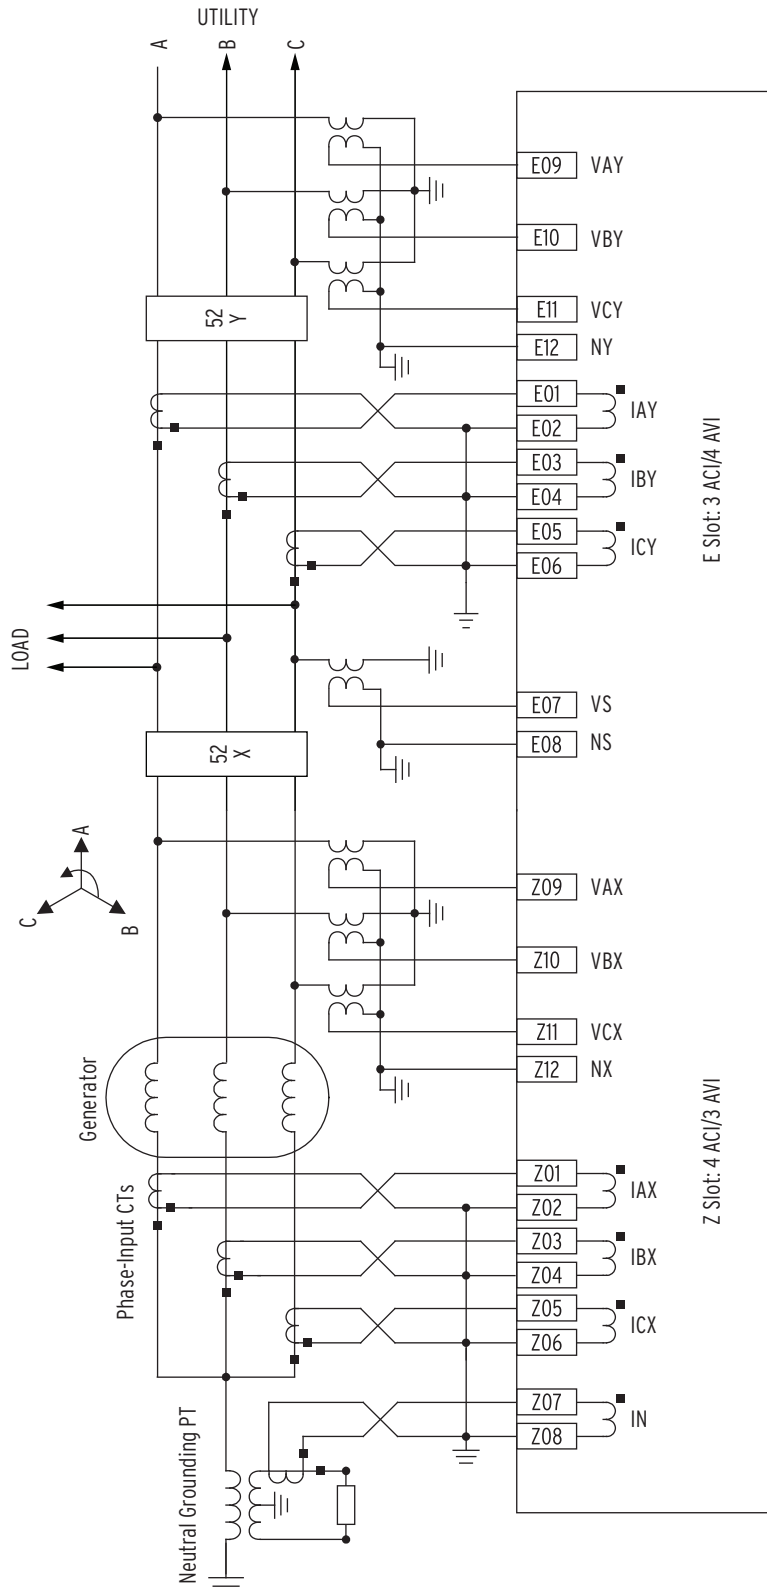 UTILITY
A
B
C
E09 VAY
E10 VBY
E11 VCY
52
Y
E12 NY
E01
IAY
E02
E03
IBY
E04
E Slot: 3 ACI/4 AVI
E05
ICY
E06
LOAD
E07 VS
52
X
E08 NS
A
C
B
Z09 VAX
Z10 VBX
Z11 VCX
Z12 NX
Generator
Z Slot: 4 ACI/3 AVI
Phase-Input CTs
Z01
IAX
Z02
Z03
IBX
Z04
Z05
ICX
Z06
Z07
IN
Z08
Neutral Grounding PT